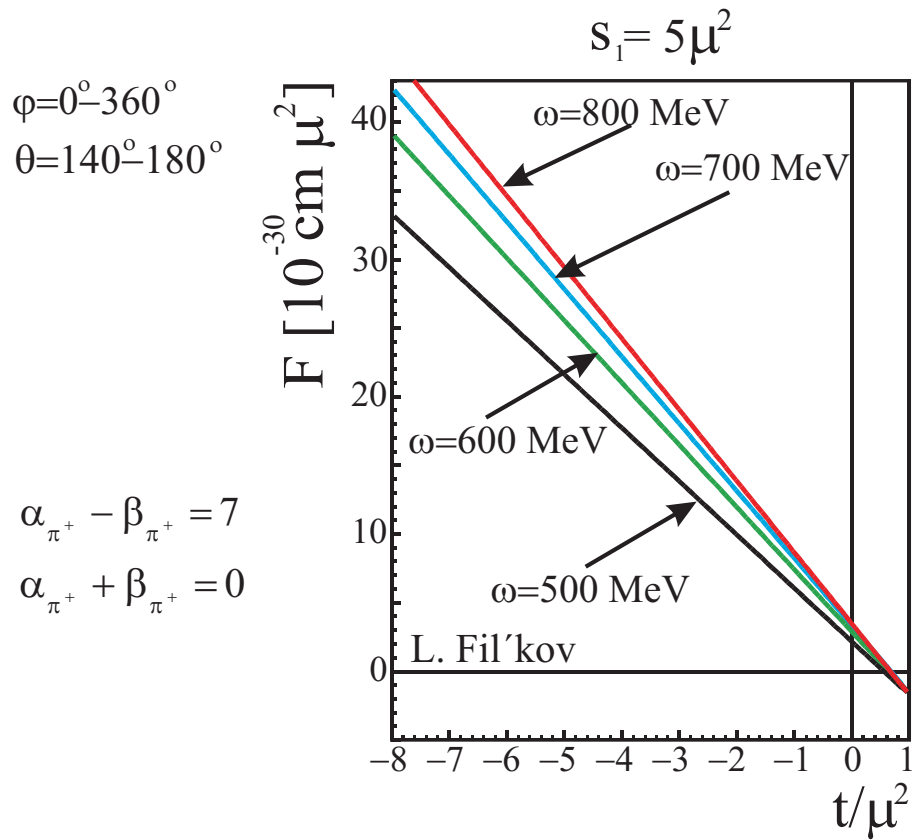 s₁= 5μ²
φ=0°–360°
θ=140°–180°
α_π⁺ − β_π⁺ = 7
α_π⁺ + β_π⁺ = 0
F [10⁻³⁰ cm μ²]
40
30
20
10
0
ω=800 MeV
ω=700 MeV
ω=600 MeV
ω=500 MeV
L. Fil´kov
−8 −7 −6 −5 −4 −3 −2 −1 0 1
t/μ²